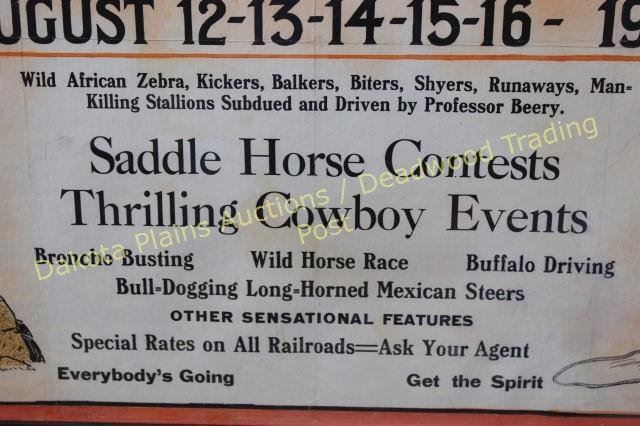 UGUST 12-13-14-15-16- 19
Wild African Zebra, Kickers, Balkers, Biters, Shyers, Runaways, Man=
Killing Stallions Subdued and Driven by Professor Beery.
Saddle Horse Contests
Thrilling Cowboy Events
Broncho Busting Wild Horse Race Buffalo Driving
Bull=Dogging Long=Horned Mexican Steers
OTHER SENSATIONAL FEATURES
Special Rates on All Railroads=Ask Your Agent
Everybody's Going Get the Spirit
Dakota Plains Auctions / Deadwood Trading
Post